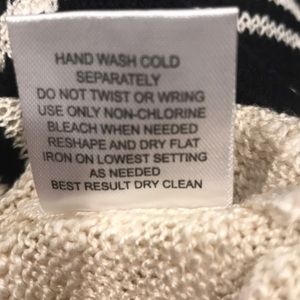 HAND WASH COLD
SEPARATELY
DO NOT TWIST OR WRING
USE ONLY NON-CHLORINE
BLEACH WHEN NEEDED
RESHAPE AND DRY FLAT
IRON ON LOWEST SETTING
AS NEEDED
BEST RESULT DRY CLEAN